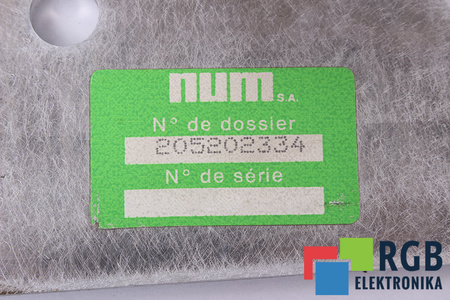 num S.A.
N° de dossier
205202334
N° de série
RGB
ELEKTRONIKA